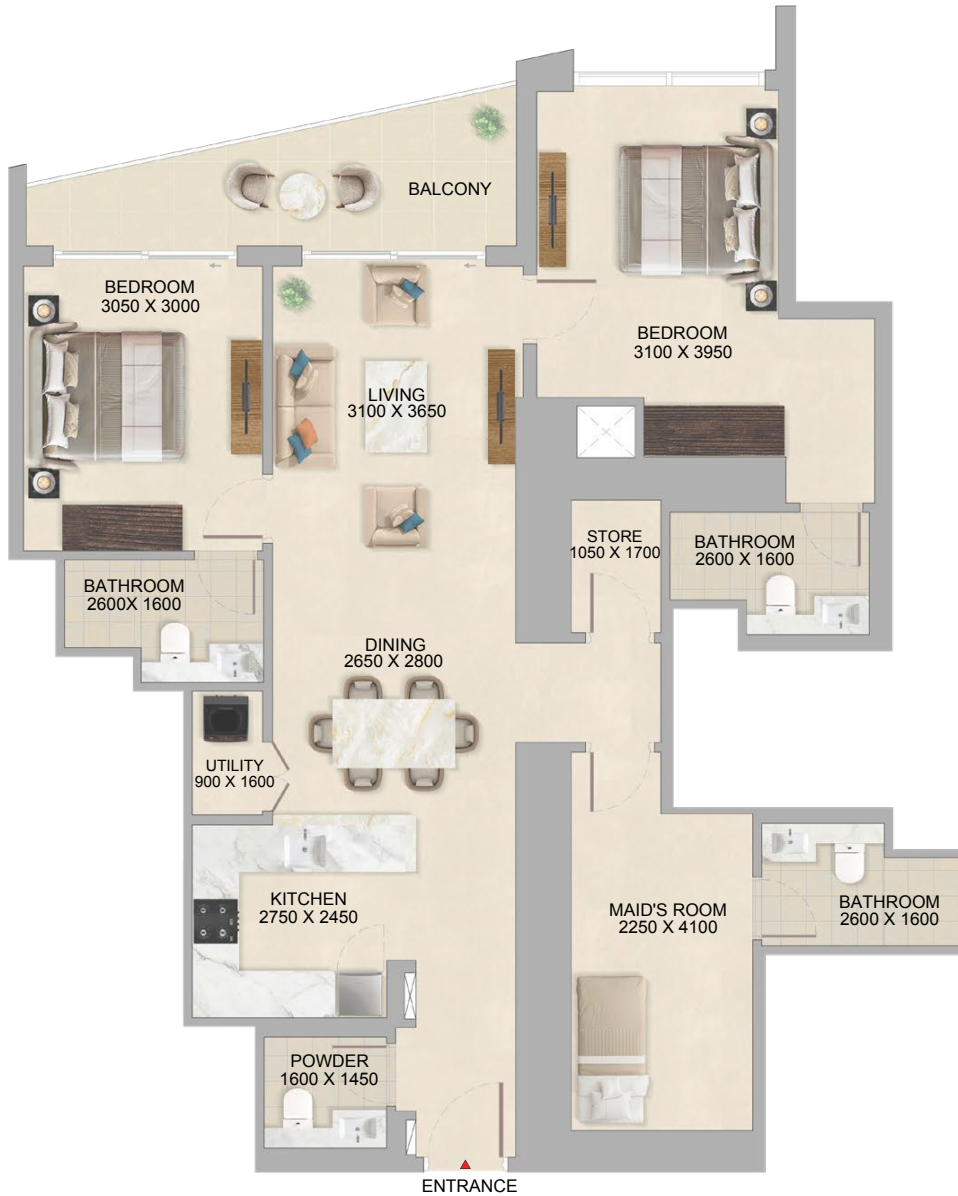 BALCONY
BEDROOM
3050 X 3000
BEDROOM
3100 X 3950
LIVING
3100 X 3650
STORE
1050 X 1700
BATHROOM
2600 X 1600
BATHROOM
2600X 1600
DINING
2650 X 2800
UTILITY
900 X 1600
KITCHEN
2750 X 2450
MAID'S ROOM
2250 X 4100
BATHROOM
2600 X 1600
POWDER
1600 X 1450
ENTRANCE